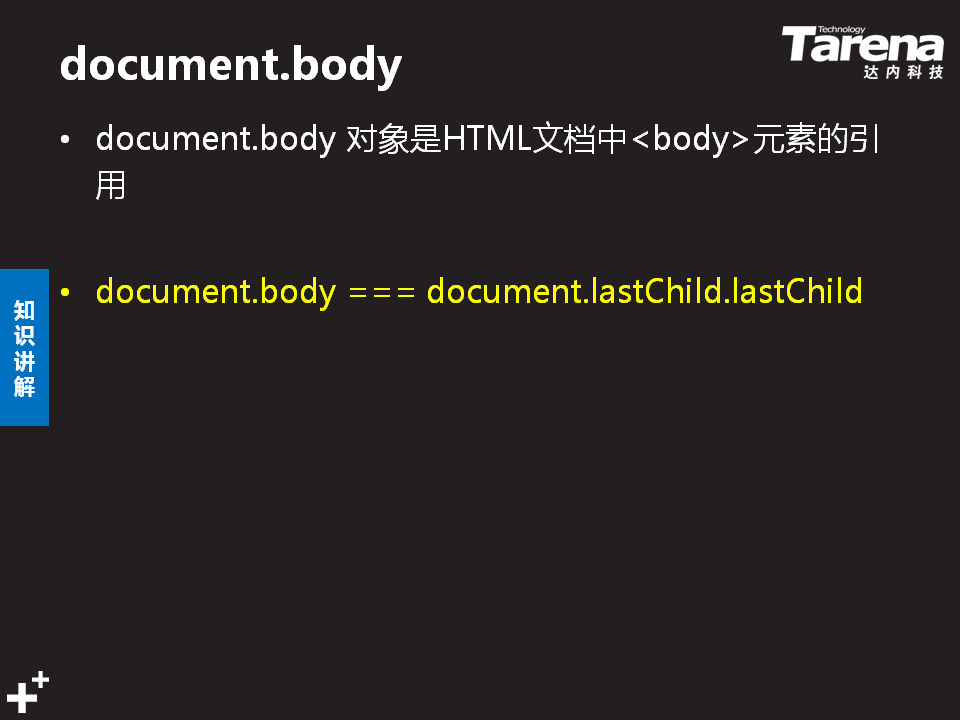 Technology
Tarena
达内科技
document.body
• document.body 对象是HTML文档中<body>元素的引
用
• document.body === document.lastChild.lastChild
知
识
讲
解